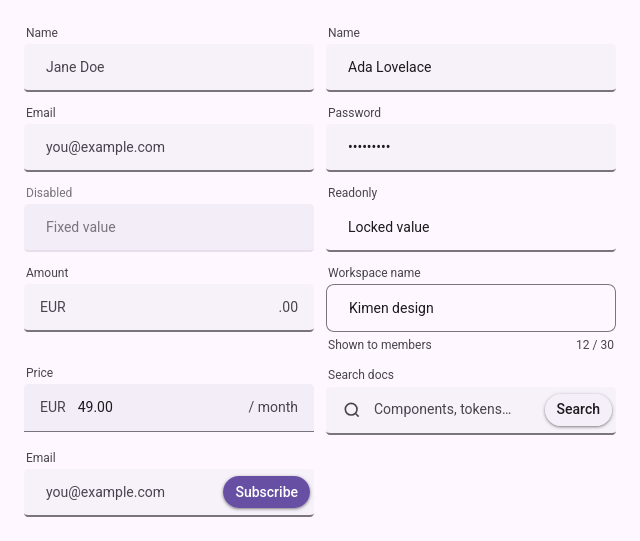 Name
Jane Doe
Name
Ada Lovelace
Email
you@example.com
Password
•••••••••
Disabled
Fixed value
Readonly
Locked value
Amount
EUR .00
Workspace name
Kimen design
Shown to members 12 / 30
Price
EUR 49.00 / month
Search docs
Components, tokens… Search
Email
you@example.com Subscribe